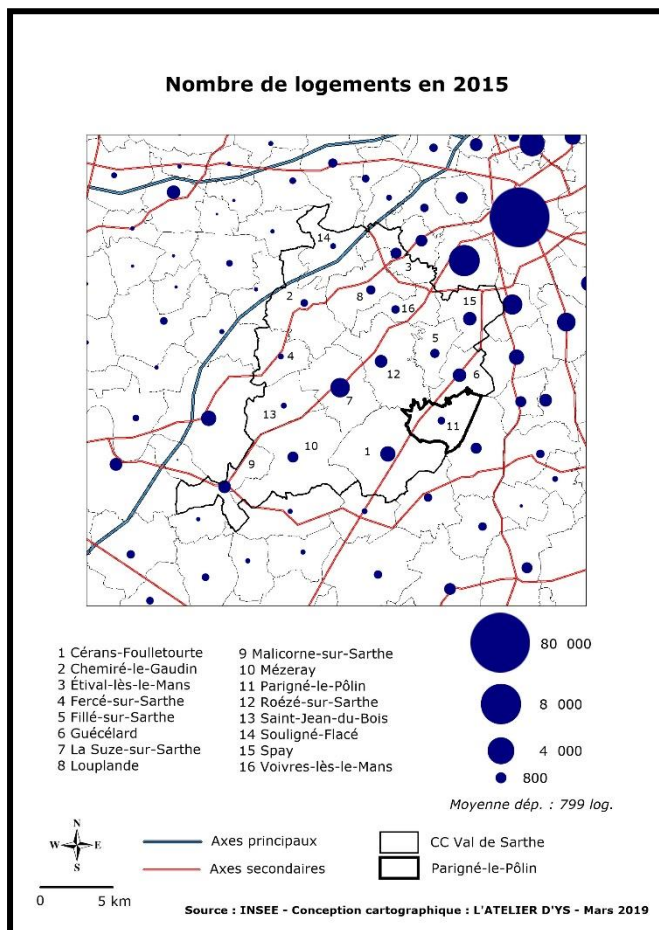 Nombre de logements en 2015
14
3
2
8
16
15
5
4
12
7
6
13
11
1
10
9
1 Cérans-Foulletourte
2 Chemiré-le-Gaudin
3 Étival-lès-le-Mans
4 Fercé-sur-Sarthe
5 Fillé-sur-Sarthe
6 Guécélard
7 La Suze-sur-Sarthe
8 Louplande
9 Malicorne-sur-Sarthe
10 Mézeray
11 Parigné-le-Pôlin
12 Roézé-sur-Sarthe
13 Saint-Jean du Bois
14 Souligné-Flacé
15 Spay
16 Voivres-lès-le-Mans
80 000
8 000
4 000
800
Moyenne dép. : 799 log.
N
W E
S
0 5 km
Axes principaux
Axes secondaires
CC Val de Sarthe
Parigné-le-Pôlin
Source : INSEE - Conception cartographique : L'ATELIER D'YS - Mars 2019